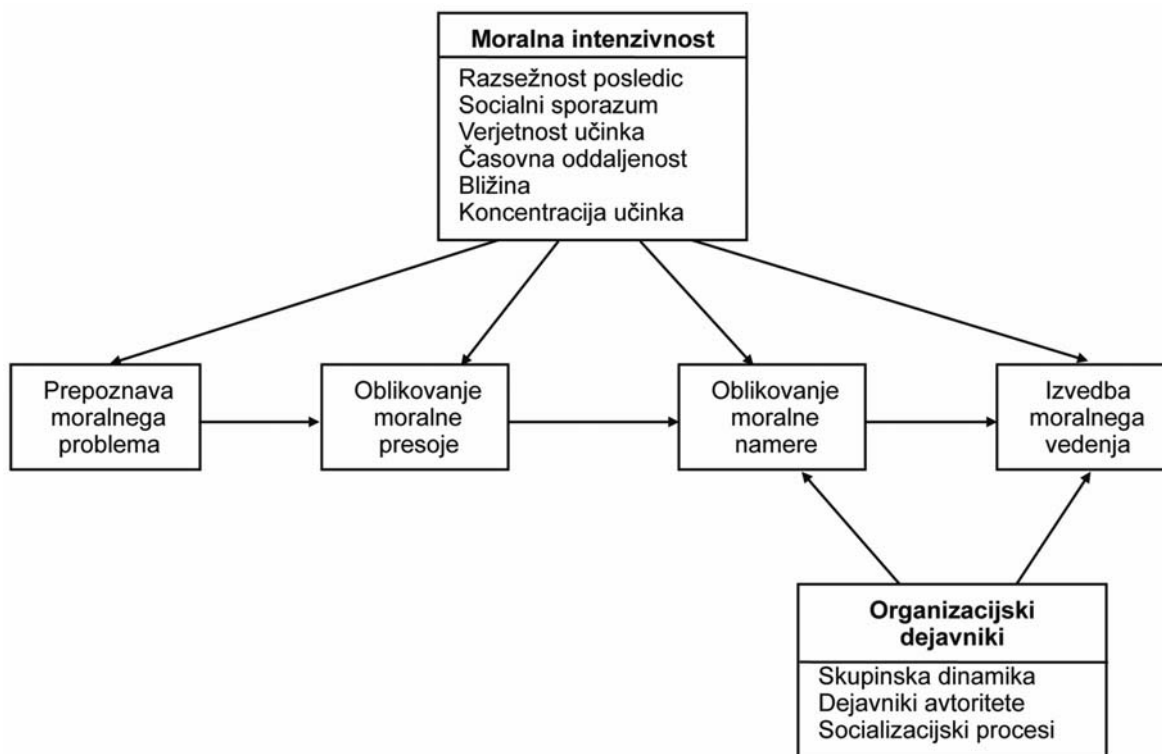 Moralna intenzivnost
Razsežnost posledic
Socialni sporazum
Verjetnost učinka
Časovna oddaljenost
Bližina
Koncentracija učinka
Prepoznava
moralnega
problema
Oblikovanje
moralne
presoje
Oblikovanje
moralne
namere
Izvedba
moralnega
vedenja
Organizacijski
dejavniki
Skupinska dinamika
Dejavniki avtoritete
Socializacijski procesi